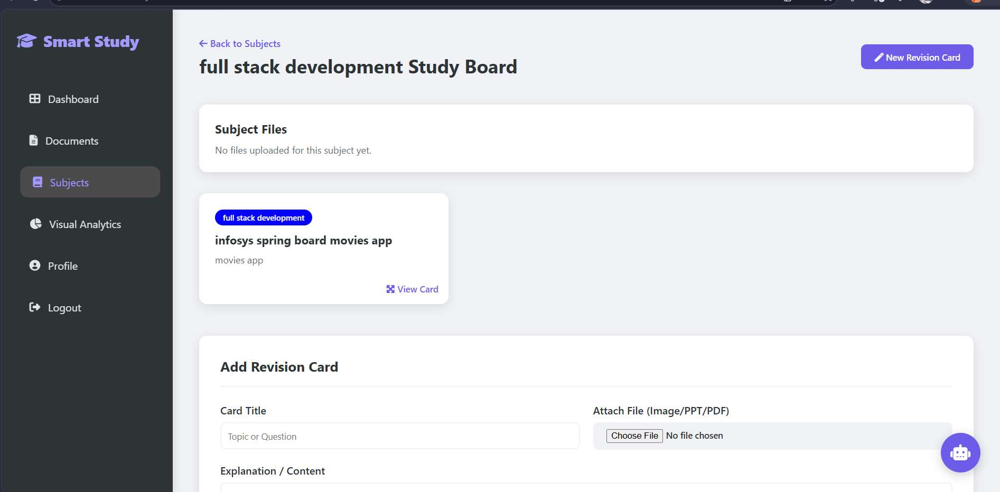 Smart Study
Dashboard
Documents
Subjects
Visual Analytics
Profile
Logout
Back to Subjects
full stack development Study Board
New Revision Card
Subject Files
No files uploaded for this subject yet.
full stack development
infosys spring board movies app
movies app
View Card
Add Revision Card
Card Title
Topic or Question
Attach File (Image/PPT/PDF)
Choose File No file chosen
Explanation / Content